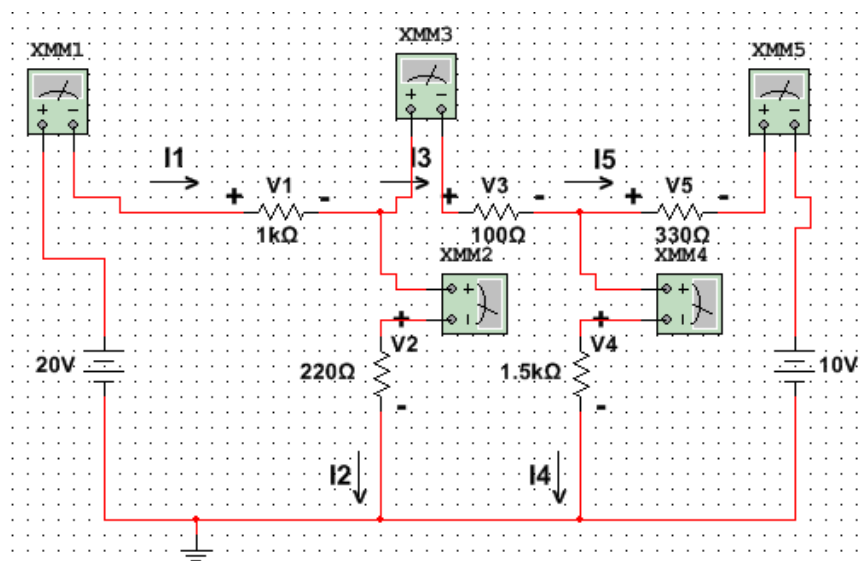 XMM1
XMM3
XMM5
+ −
+ −
+ −
I1
I3
I5
+ V1 -
+ V3 -
+ V5 -
1kΩ
100Ω
330Ω
XMM2
XMM4
+
+
+
+
V2
V4
20V
220Ω
1.5kΩ
10V
-
-
I2
I4